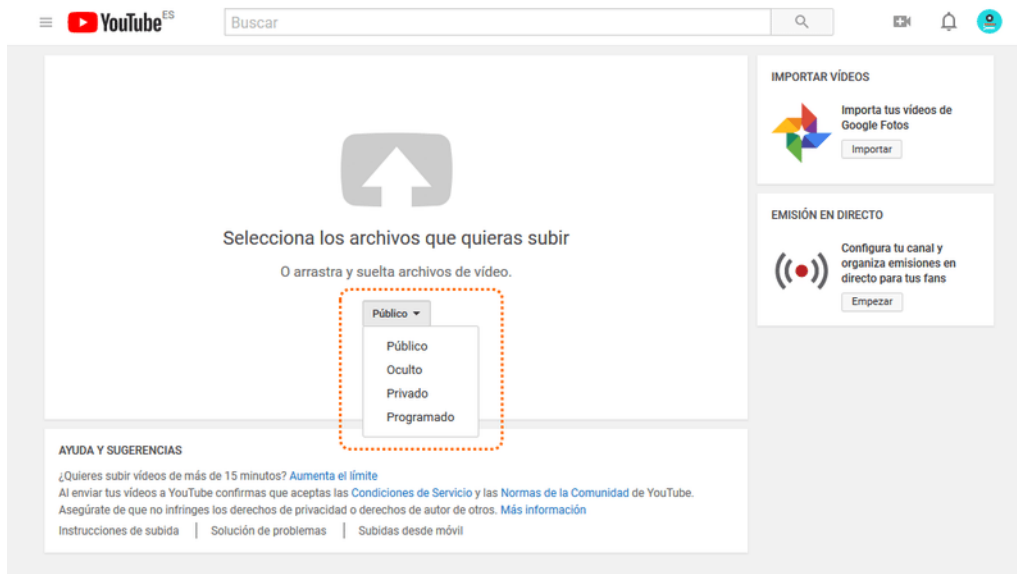 YouTube ES
Buscar
Selecciona los archivos que quieras subir
O arrastra y suelta archivos de vídeo.
Público
Público
Oculto
Privado
Programado
IMPORTAR VÍDEOS
Importa tus vídeos de
Google Fotos
Importar
EMISIÓN EN DIRECTO
Configura tu canal y
organiza emisiones en
directo para tus fans
Empezar
AYUDA Y SUGERENCIAS
¿Quieres subir vídeos de más de 15 minutos? Aumenta el límite
Al enviar tus vídeos a YouTube confirmas que aceptas las Condiciones de Servicio y las Normas de la Comunidad de YouTube.
Asegúrate de que no infringes los derechos de privacidad o derechos de autor de otros. Más información
Instrucciones de subida | Solución de problemas | Subidas desde móvil